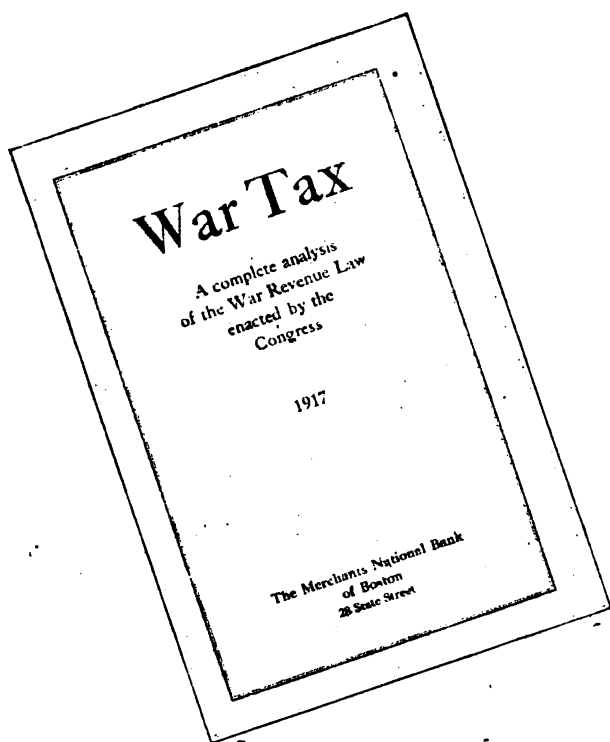 War Tax
A complete analysis
of the War Revenue Law
enacted by the
Congress
1917
The Merchants National Bank
of Boston
28 State Street